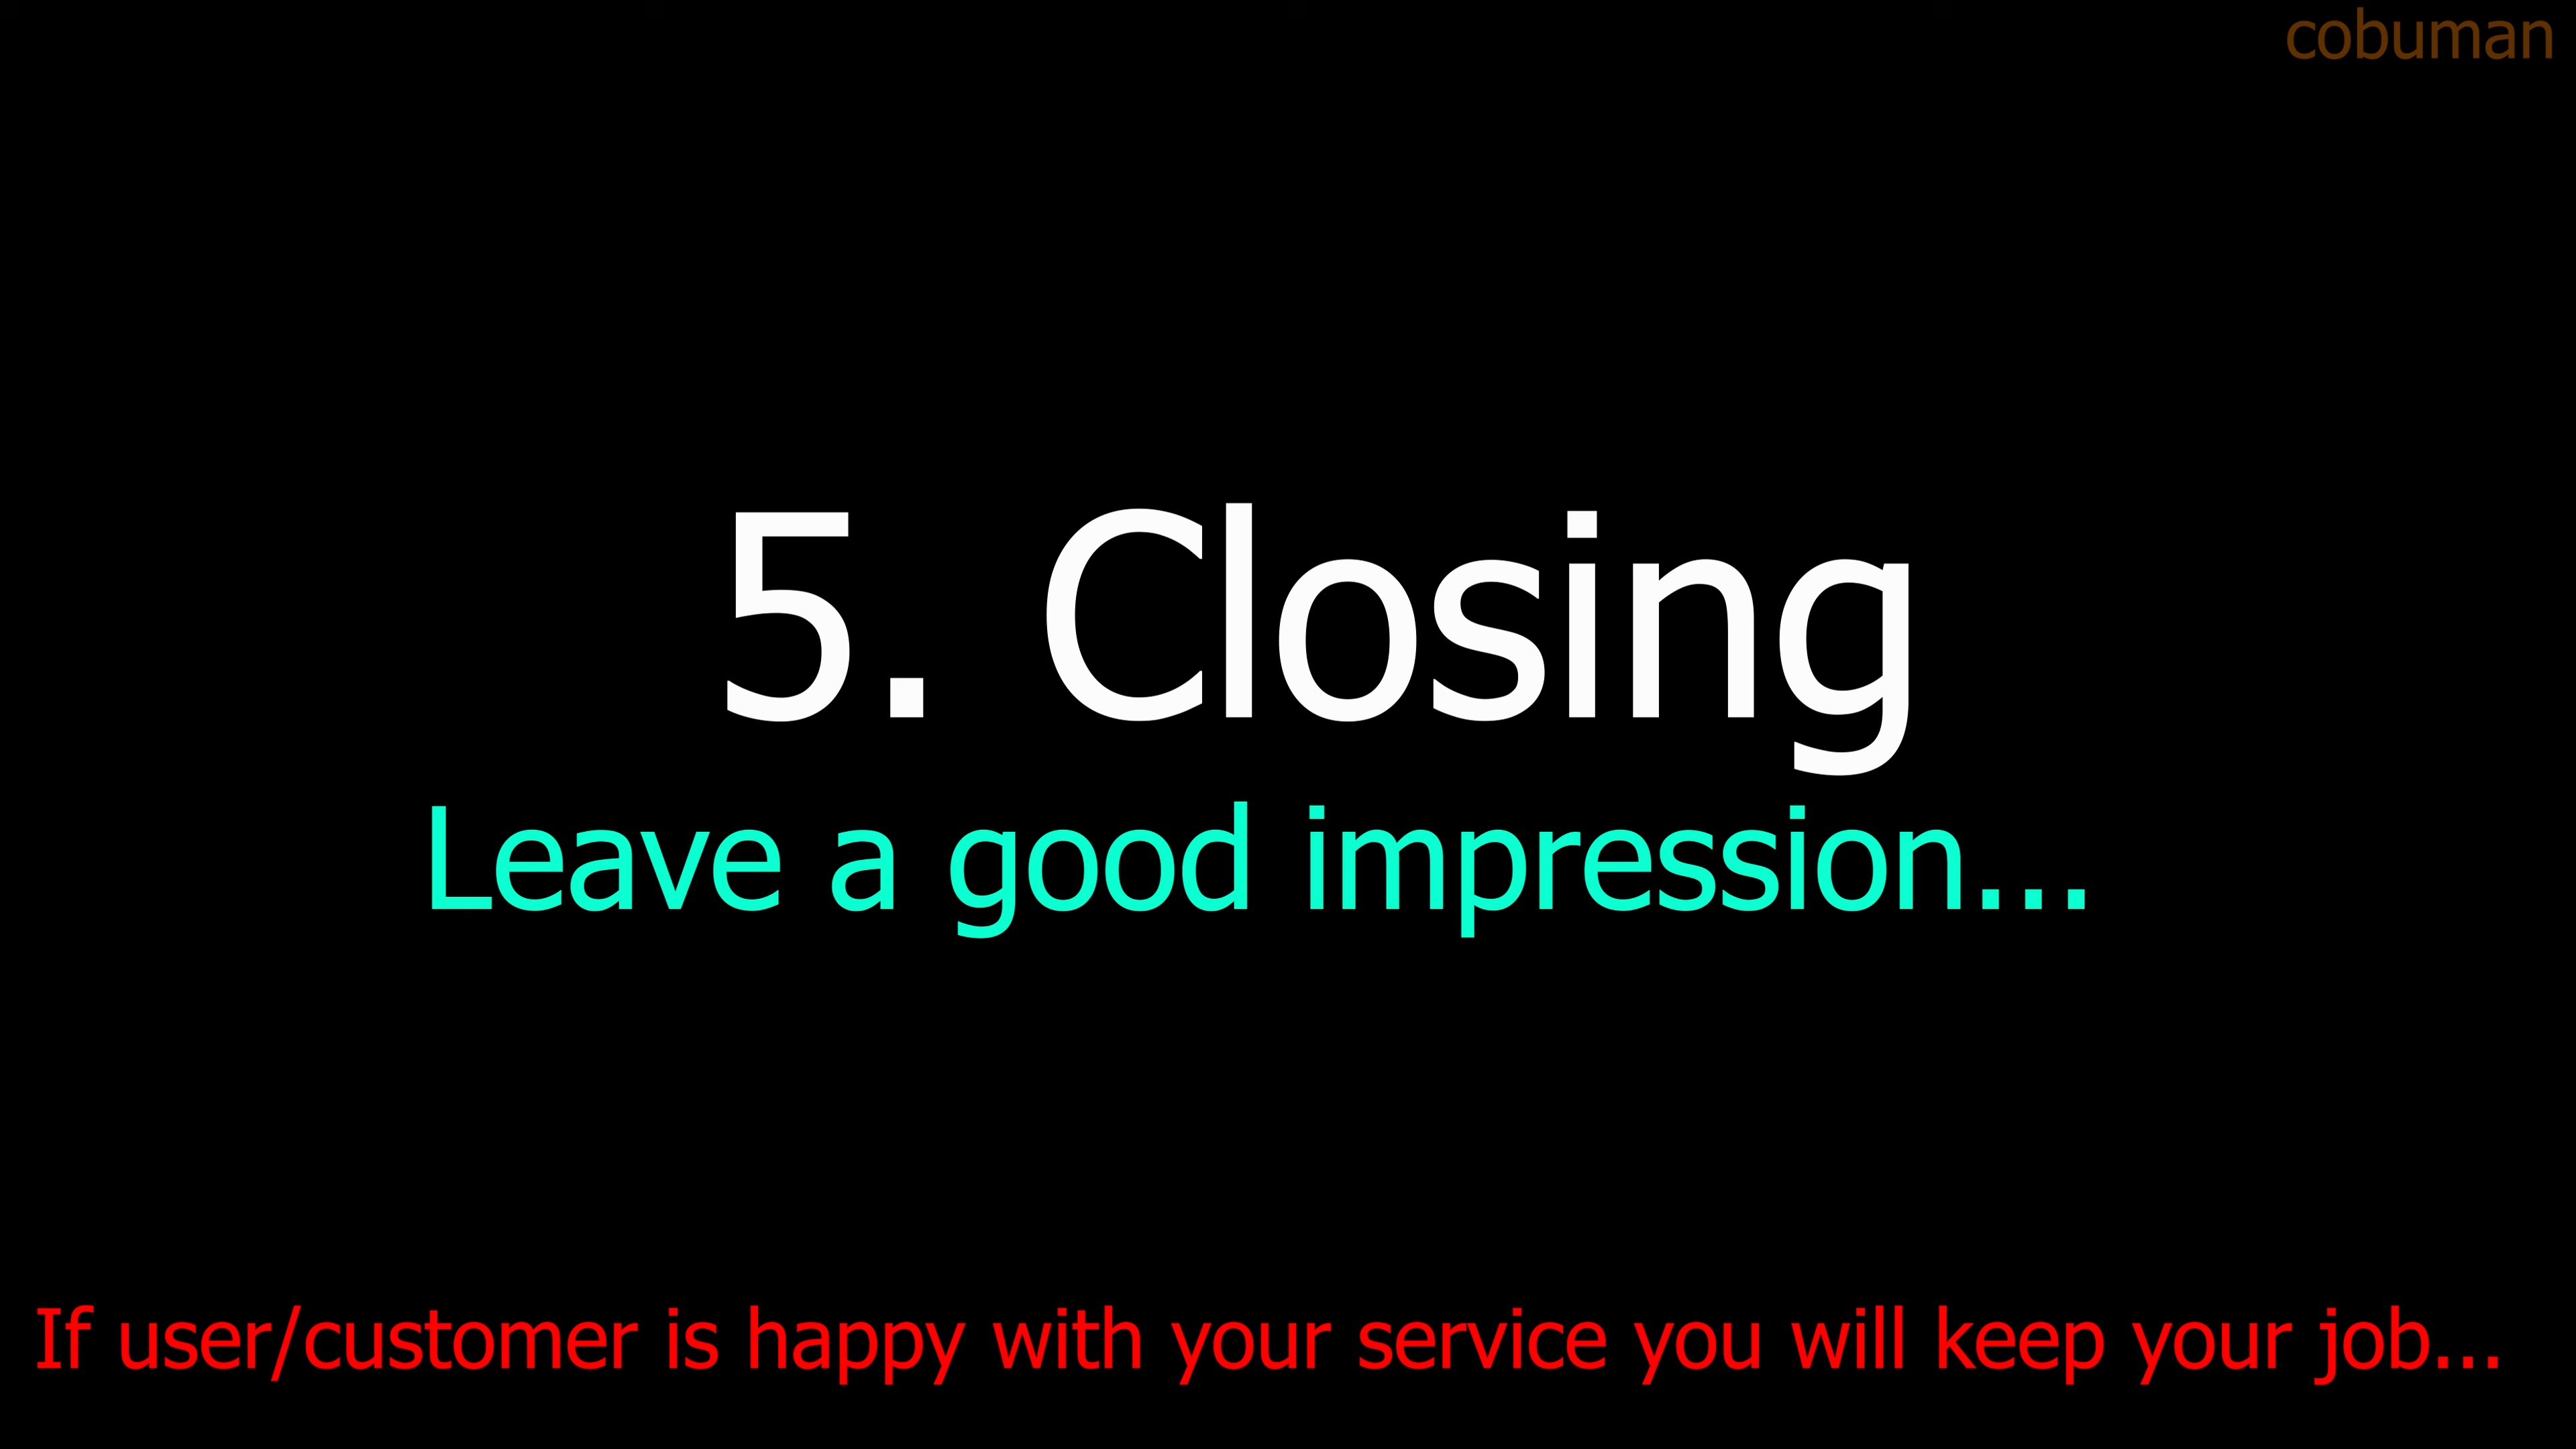 cobuman
5. Closing
Leave a good impression...
If user/customer is happy with your service you will keep your job...